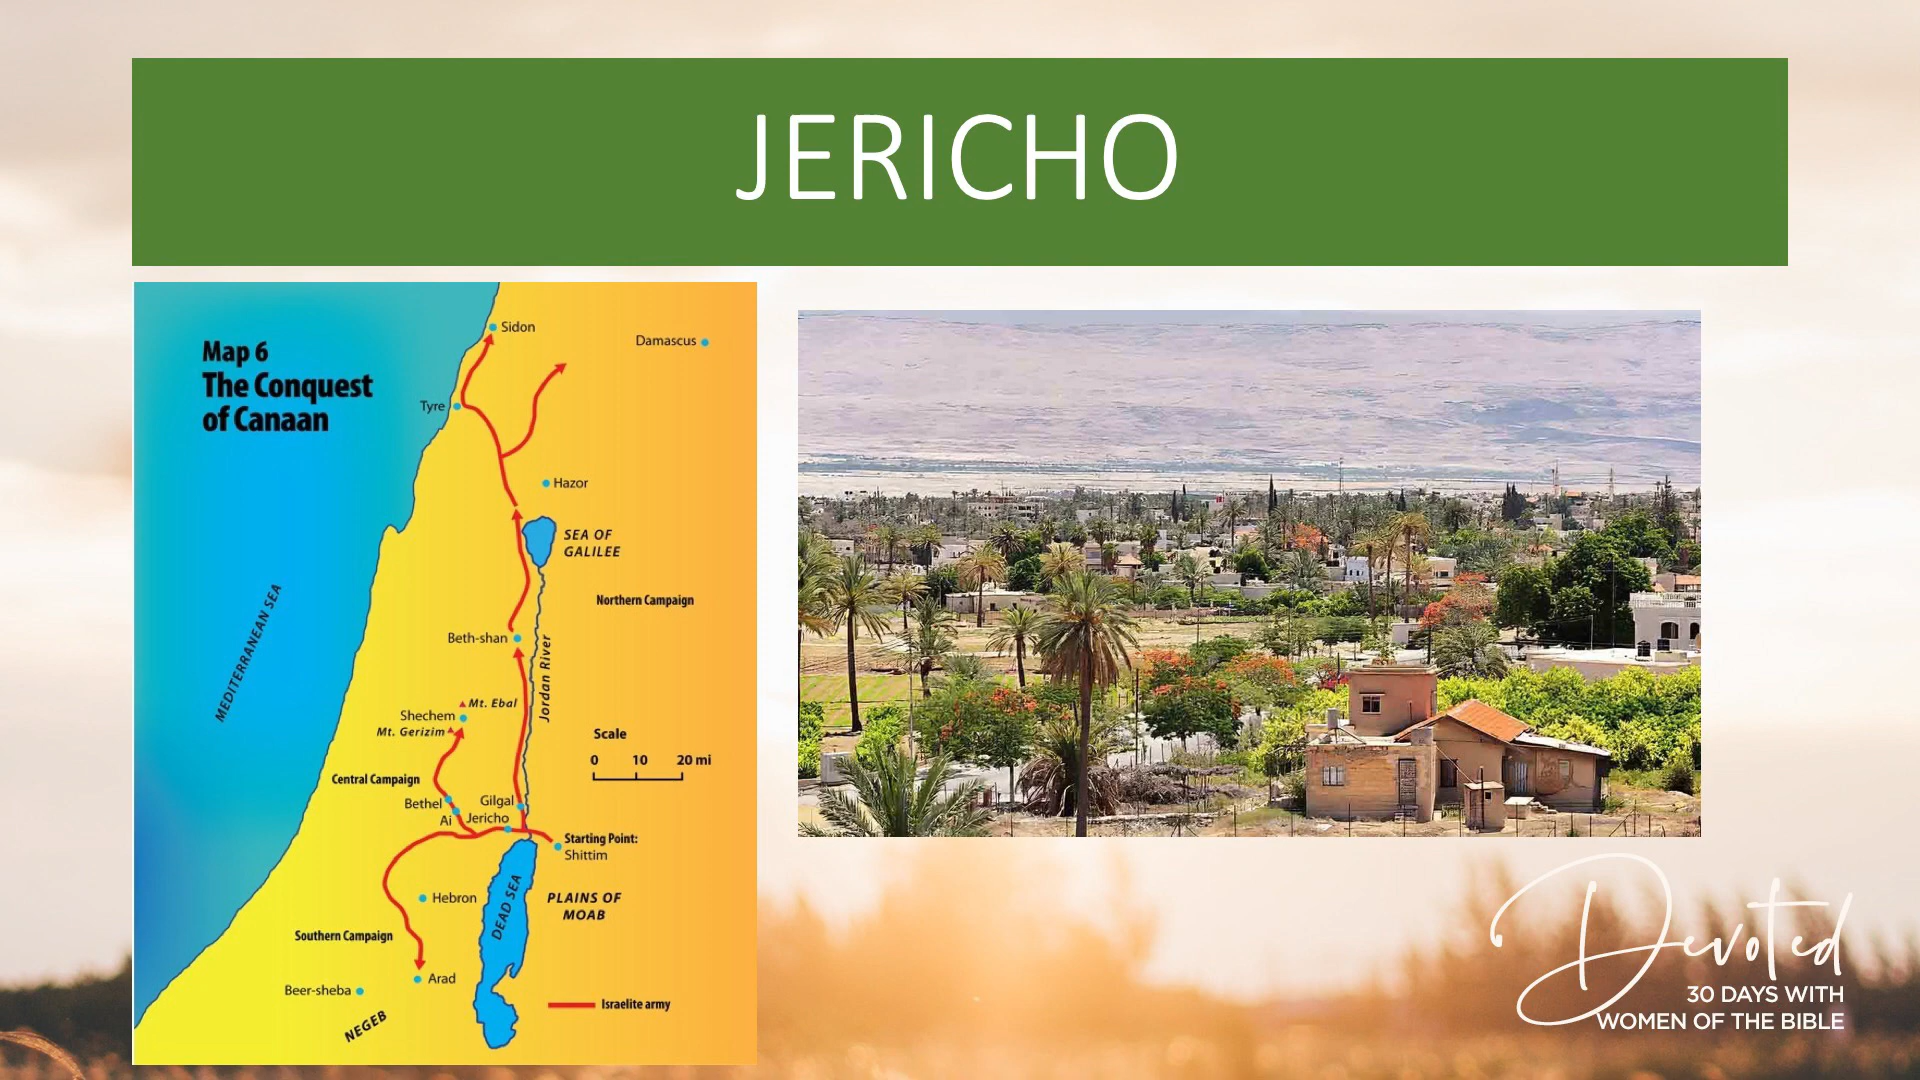 JERICHO
Map 6
The Conquest
of Canaan
Sidon
Damascus
Tyre
Hazor
SEA OF
GALILEE
MEDITERRANEAN SEA
Northern Campaign
Beth-shan
Jordan River
Mt. Ebal
Shechem
Mt. Gerizim
Scale
0 10 20 mi
Central Campaign
Bethel
Gilgal
Ai
Jericho
Starting Point:
Shittim
DEAD SEA
Hebron
PLAINS OF
MOAB
Southern Campaign
Arad
Beer-sheba
NEGEB
Israelite army
Devoted
30 DAYS WITH
WOMEN OF THE BIBLE